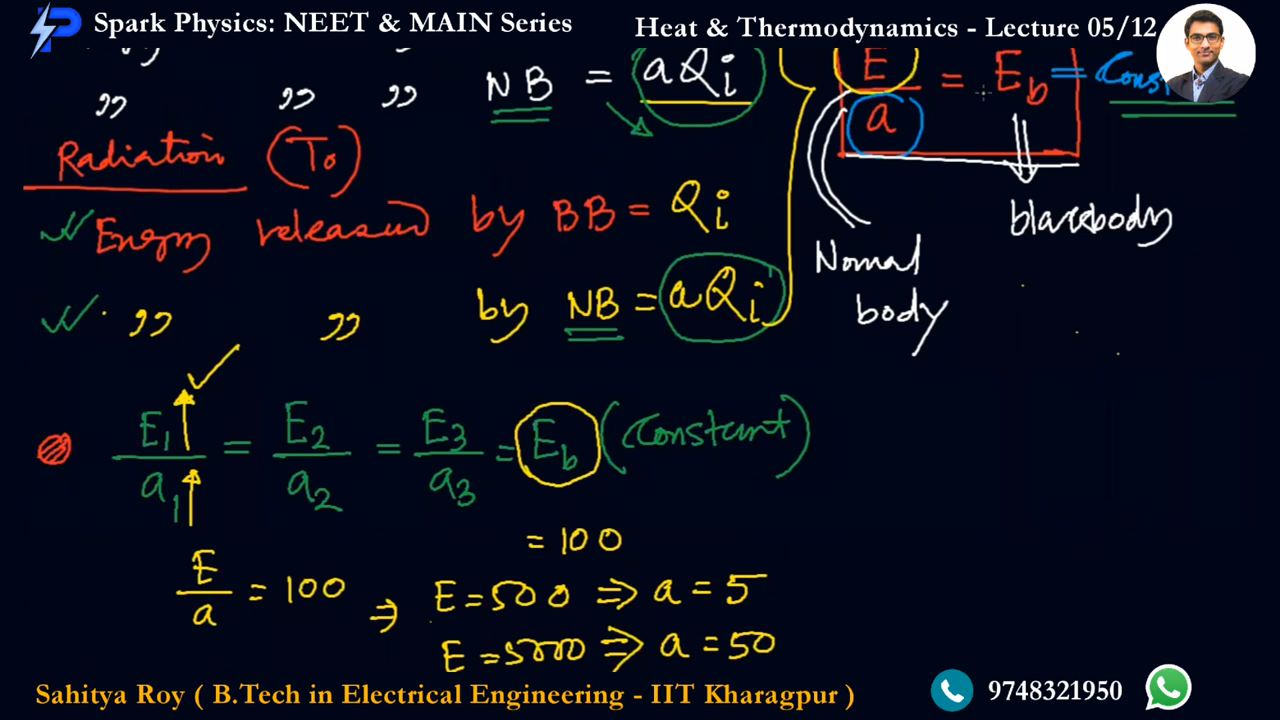 Spark Physics: NEET & MAIN Series
Heat & Thermodynamics - Lecture 05/12
,, ,, ,, NB = aQi
E/a = Eb = Const
Radiation (To)
Energy released by BB = Qi
,, ,, by NB = aQi
Normal body
blackbody
E1/a1 = E2/a2 = E3/a3 = Eb (Constant)
= 100
E/a = 100 ⇒ E = 500 ⇒ a = 5
E = 5000 ⇒ a = 50
Sahitya Roy ( B.Tech in Electrical Engineering - IIT Kharagpur )
9748321950